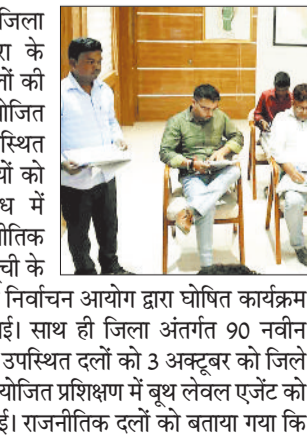 जिला
रा के
ों की
ोजित
स्थित
यों को
ध में
ीतिक
ची के
निर्वाचन आयोग द्वारा घोषित कार्यक्रम
ाई। साथ ही जिला अंतर्गत 90 नवीन
उपस्थित दलों को 3 अक्टूबर को जिले
योजित प्रशिक्षण में बूथ लेवल एजेंट को
ाई। राजनीतिक दलों को बताया गया कि